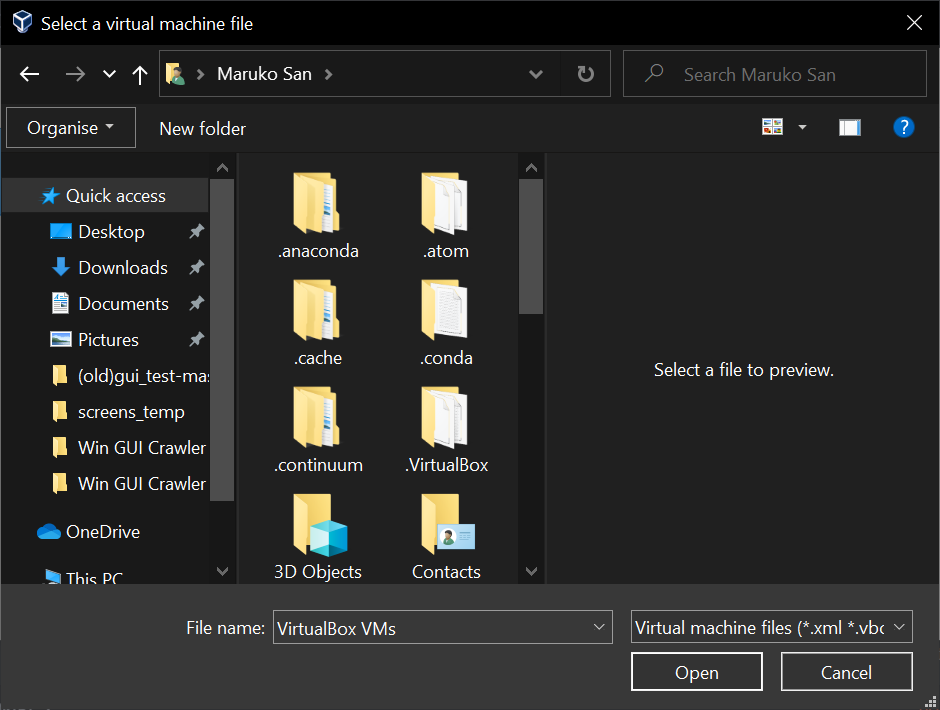 Select a virtual machine file
Maruko San
Search Maruko San
Organise
New folder
?
Quick access
Desktop
Downloads
Documents
Pictures
(old)gui_test-mas
screens_temp
Win GUI Crawler
Win GUI Crawler
OneDrive
This PC
.anaconda
.atom
.cache
.conda
.continuum
.VirtualBox
3D Objects
Contacts
Select a file to preview.
File name:
VirtualBox VMs
Virtual machine files (*.xml *.vbo
Open
Cancel